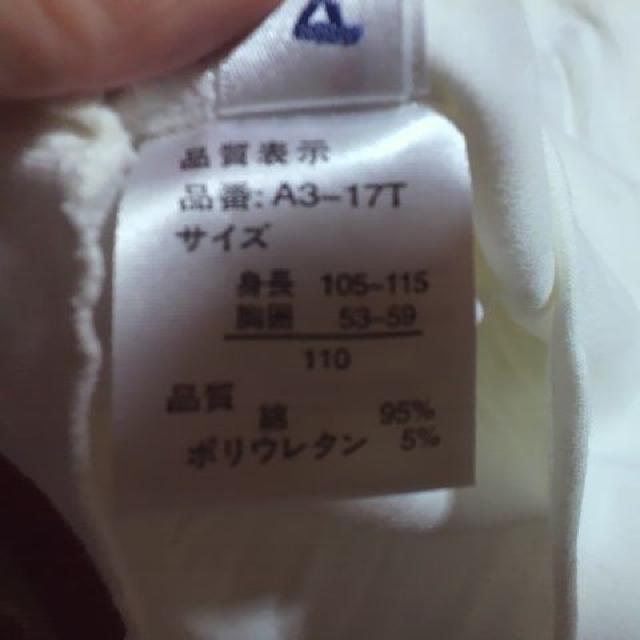 品質表示
品番: A3-17T
サイズ
身長 105-115
胸囲 53-59
110
品質
綿 95%
ポリウレタン 5%